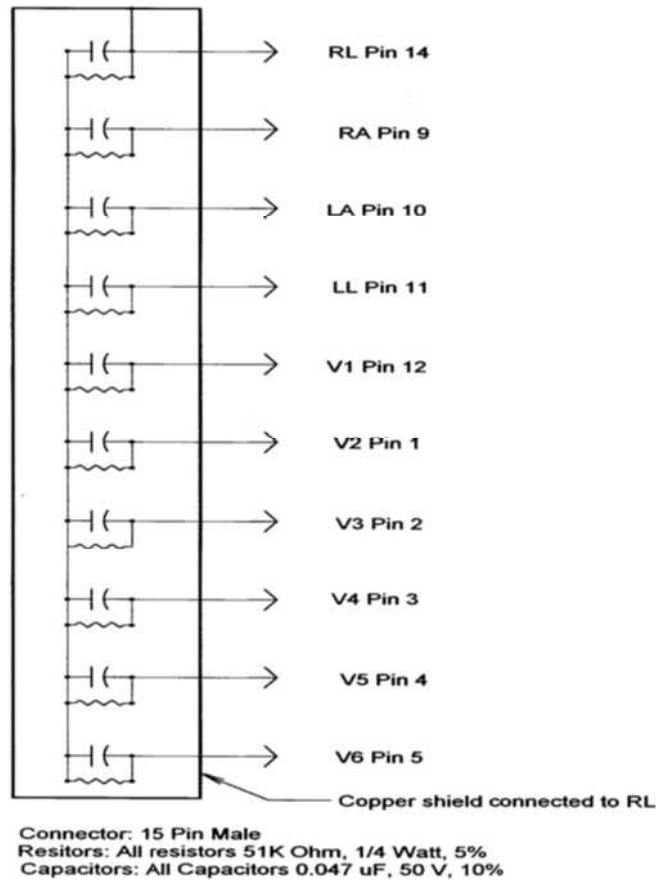 RL Pin 14
RA Pin 9
LA Pin 10
LL Pin 11
V1 Pin 12
V2 Pin 1
V3 Pin 2
V4 Pin 3
V5 Pin 4
V6 Pin 5
Copper shield connected to RL
Connector: 15 Pin Male
Resitors: All resistors 51K Ohm, 1/4 Watt, 5%
Capacitors: All Capacitors 0.047 uF, 50 V, 10%